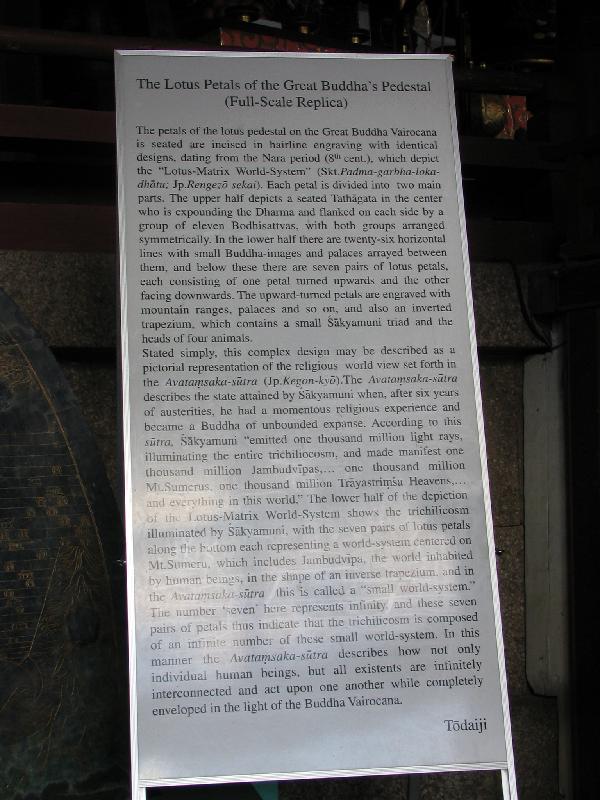 The Lotus Petals of the Great Buddha's Pedestal
(Full-Scale Replica)
The petals of the lotus pedestal on the Great Buddha Vairocana
is seated are incised in hairline engraving with identical
designs, dating from the Nara period (8th cent.), which depict
the "Lotus-Matrix World-System" (Skt.Padma-garbha-loka-
dhātu; Jp.Rengezō sekai). Each petal is divided into two main
parts. The upper half depicts a seated Tathāgata in the center
who is expounding the Dharma and flanked on each side by a
group of eleven Bodhisattvas, with both groups arranged
symmetrically. In the lower half there are twenty-six horizontal
lines with small Buddha-images and palaces arrayed between
them, and below these there are seven pairs of lotus petals,
each consisting of one petal turned upwards and the other
facing downwards. The upward-turned petals are engraved with
mountain ranges, palaces and so on, and also an inverted
trapezium, which contains a small Śākyamuni triad and the
heads of four animals.
Stated simply, this complex design may be described as a
pictorial representation of the religious world view set forth in
the Avataṃsaka-sūtra (Jp.Kegon-kyō).The Avataṃsaka-sūtra
describes the state attained by Śākyamuni when, after six years
of austerities, he had a momentous religious experience and
became a Buddha of unbounded expanse. According to this
sūtra, Śākyamuni "emitted one thousand million light rays,
illuminating the entire trichiliocosm, and made manifest one
thousand million Jambudvīpas,... one thousand million
Mt.Sumerus, one thousand million Trāyastriṃśa Heavens,...
and everything in this world." The lower half of the depiction
of the Lotus-Matrix World-System shows the trichilicosm
illuminated by Śākyamuni, with the seven pairs of lotus petals
along the bottom each representing a world-system centered on
Mt.Sumeru, which includes Jambudvīpa, the world inhabited
by human beings, in the shape of an inverse trapezium, and in
the Avataṃsaka-sūtra this is called a "small world-system."
The number 'seven' here represents infinity, and these seven
pairs of petals thus indicate that the trichilicosm is composed
of an infinite number of these small world-system. In this
manner the Avataṃsaka-sūtra describes how not only
individual human beings, but all existents are infinitely
interconnected and act upon one another while completely
enveloped in the light of the Buddha Vairocana.
Tōdaiji